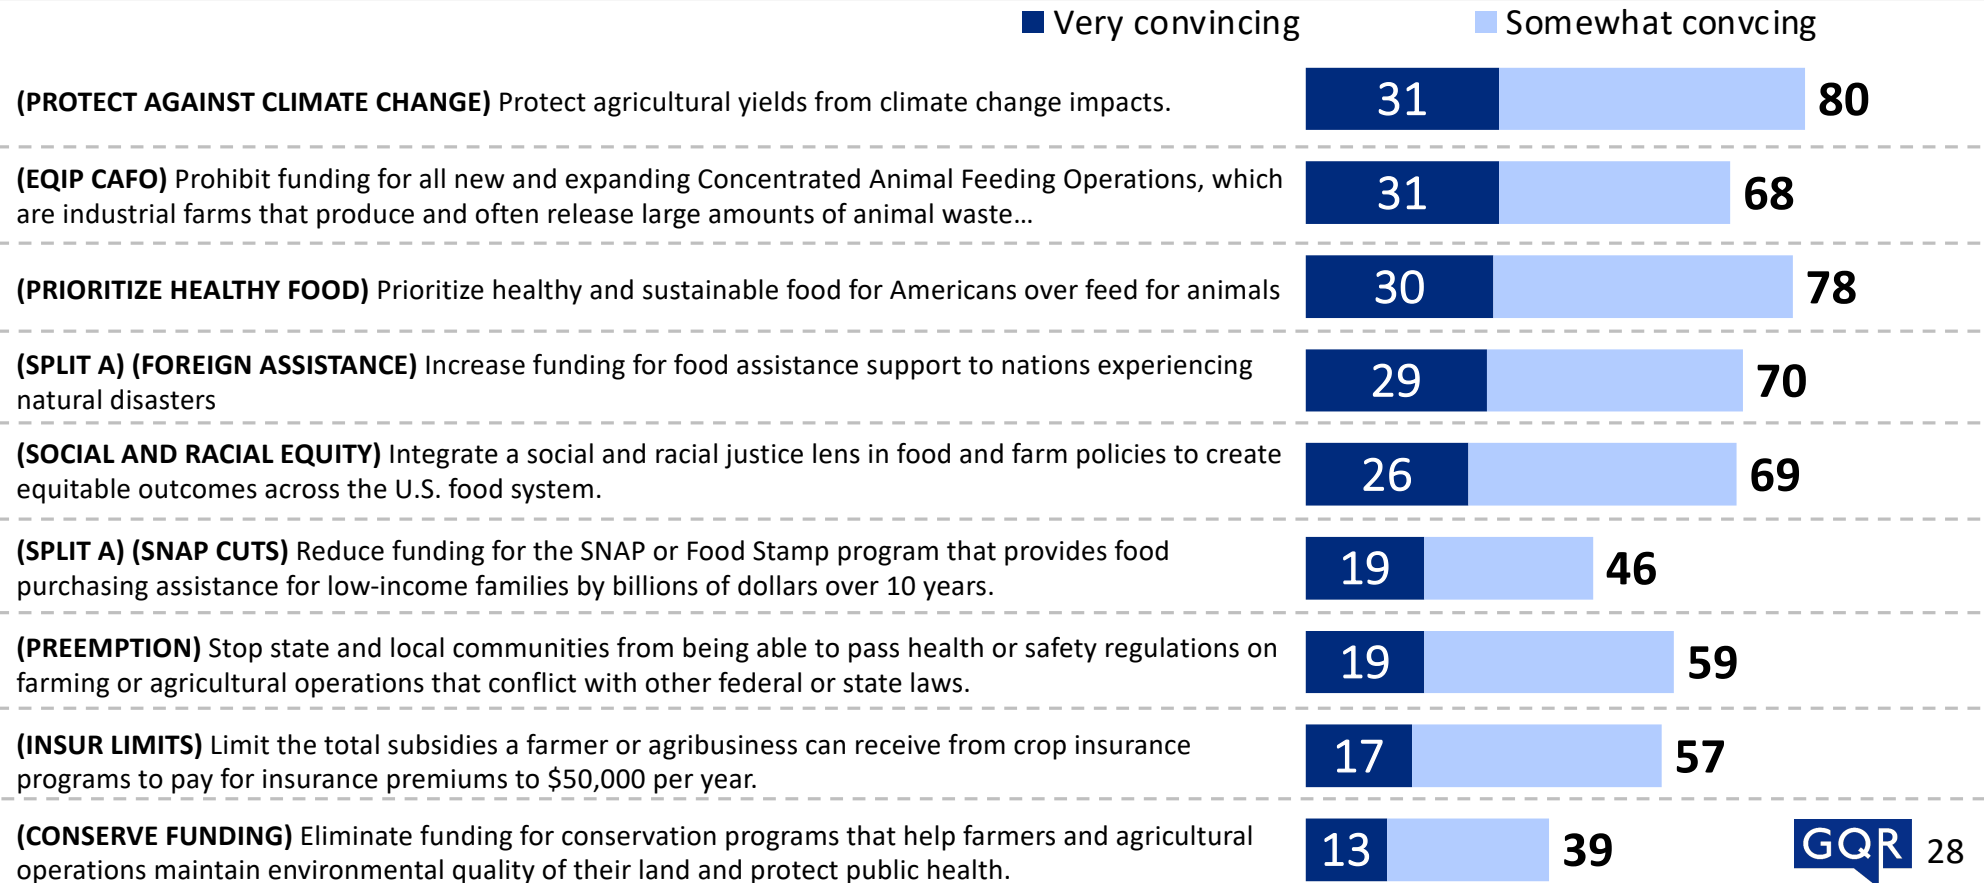 Very convincing
Somewhat convcing
(PROTECT AGAINST CLIMATE CHANGE) Protect agricultural yields from climate change impacts.
31
80
(EQIP CAFO) Prohibit funding for all new and expanding Concentrated Animal Feeding Operations, which
are industrial farms that produce and often release large amounts of animal waste…
31
68
(PRIORITIZE HEALTHY FOOD) Prioritize healthy and sustainable food for Americans over feed for animals
30
78
(SPLIT A) (FOREIGN ASSISTANCE) Increase funding for food assistance support to nations experiencing
natural disasters
29
70
(SOCIAL AND RACIAL EQUITY) Integrate a social and racial justice lens in food and farm policies to create
equitable outcomes across the U.S. food system.
26
69
(SPLIT A) (SNAP CUTS) Reduce funding for the SNAP or Food Stamp program that provides food
purchasing assistance for low-income families by billions of dollars over 10 years.
19
46
(PREEMPTION) Stop state and local communities from being able to pass health or safety regulations on
farming or agricultural operations that conflict with other federal or state laws.
19
59
(INSUR LIMITS) Limit the total subsidies a farmer or agribusiness can receive from crop insurance
programs to pay for insurance premiums to $50,000 per year.
17
57
(CONSERVE FUNDING) Eliminate funding for conservation programs that help farmers and agricultural
operations maintain environmental quality of their land and protect public health.
13
39
GQR
28